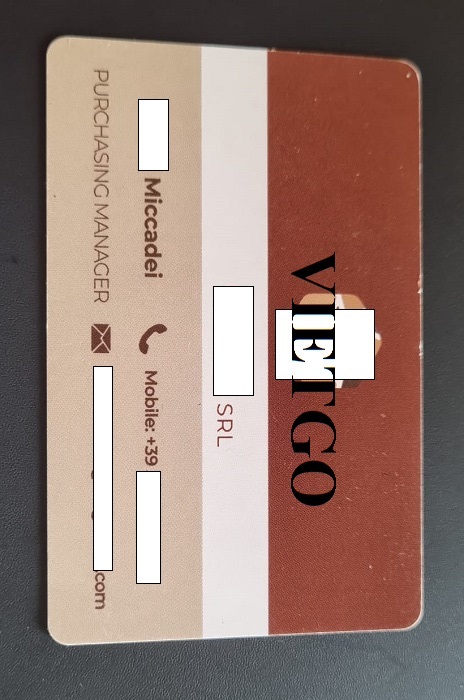 VIETGO
SRL
Miccadei
PURCHASING MANAGER
Mobile: +39
.com